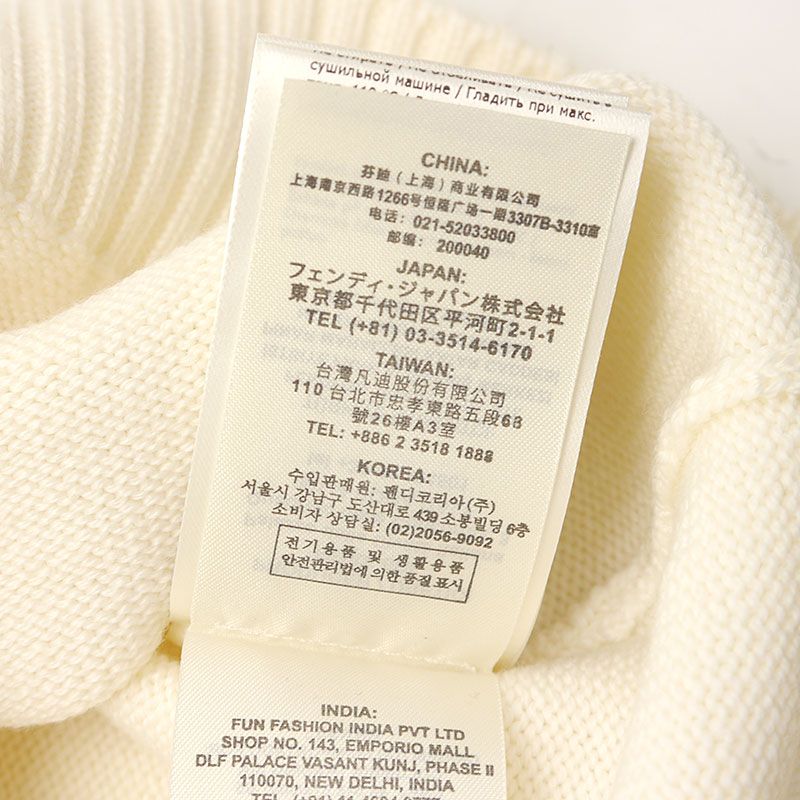 сушильной машине / Гладить при макс.
CHINA:
芬迪（上海）商业有限公司
上海南京西路1266号恒隆广场一期3307B-3310室
电话：021-52033800
邮编：200040
JAPAN:
フェンディ・ジャパン株式会社
東京都千代田区平河町2-1-1
TEL (+81) 03-3514-6170
TAIWAN:
台灣凡迪股份有限公司
110 台北市忠孝東路五段68
號26樓A3室
TEL: +886 2 3518 1888
KOREA:
수입판매원: 펜디코리아(주)
서울시 강남구 도산대로 439 소봉빌딩 6층
소비자 상담실: (02)2056-9092
전기용품 및 생활용품
안전관리법에 의한 품질 표시
INDIA:
FUN FASHION INDIA PVT LTD
SHOP NO. 143, EMPORIO MALL
DLF PALACE VASANT KUNJ, PHASE II
110070, NEW DELHI, INDIA